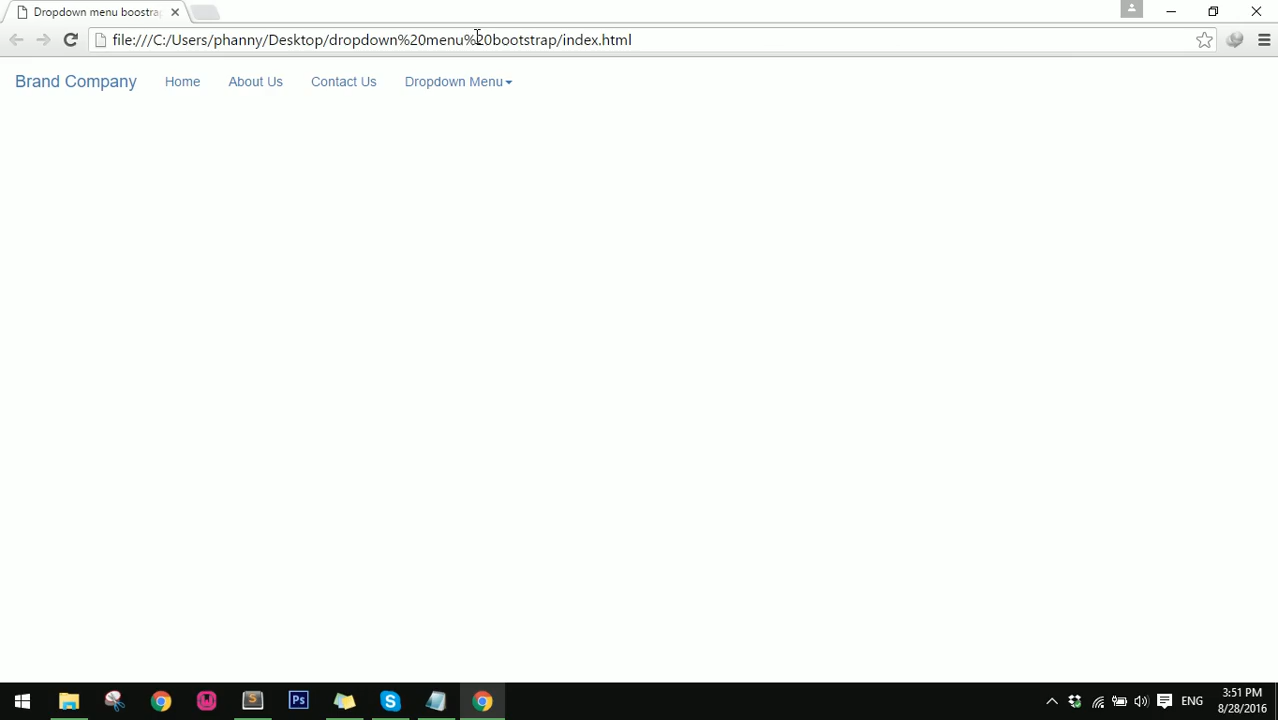 Dropdown menu boostra
file:///C:/Users/phanny/Desktop/dropdown%20menu%20bootstrap/index.html
Brand Company Home About Us Contact Us Dropdown Menu
S Ps S ENG 3:51 PM
8/28/2016